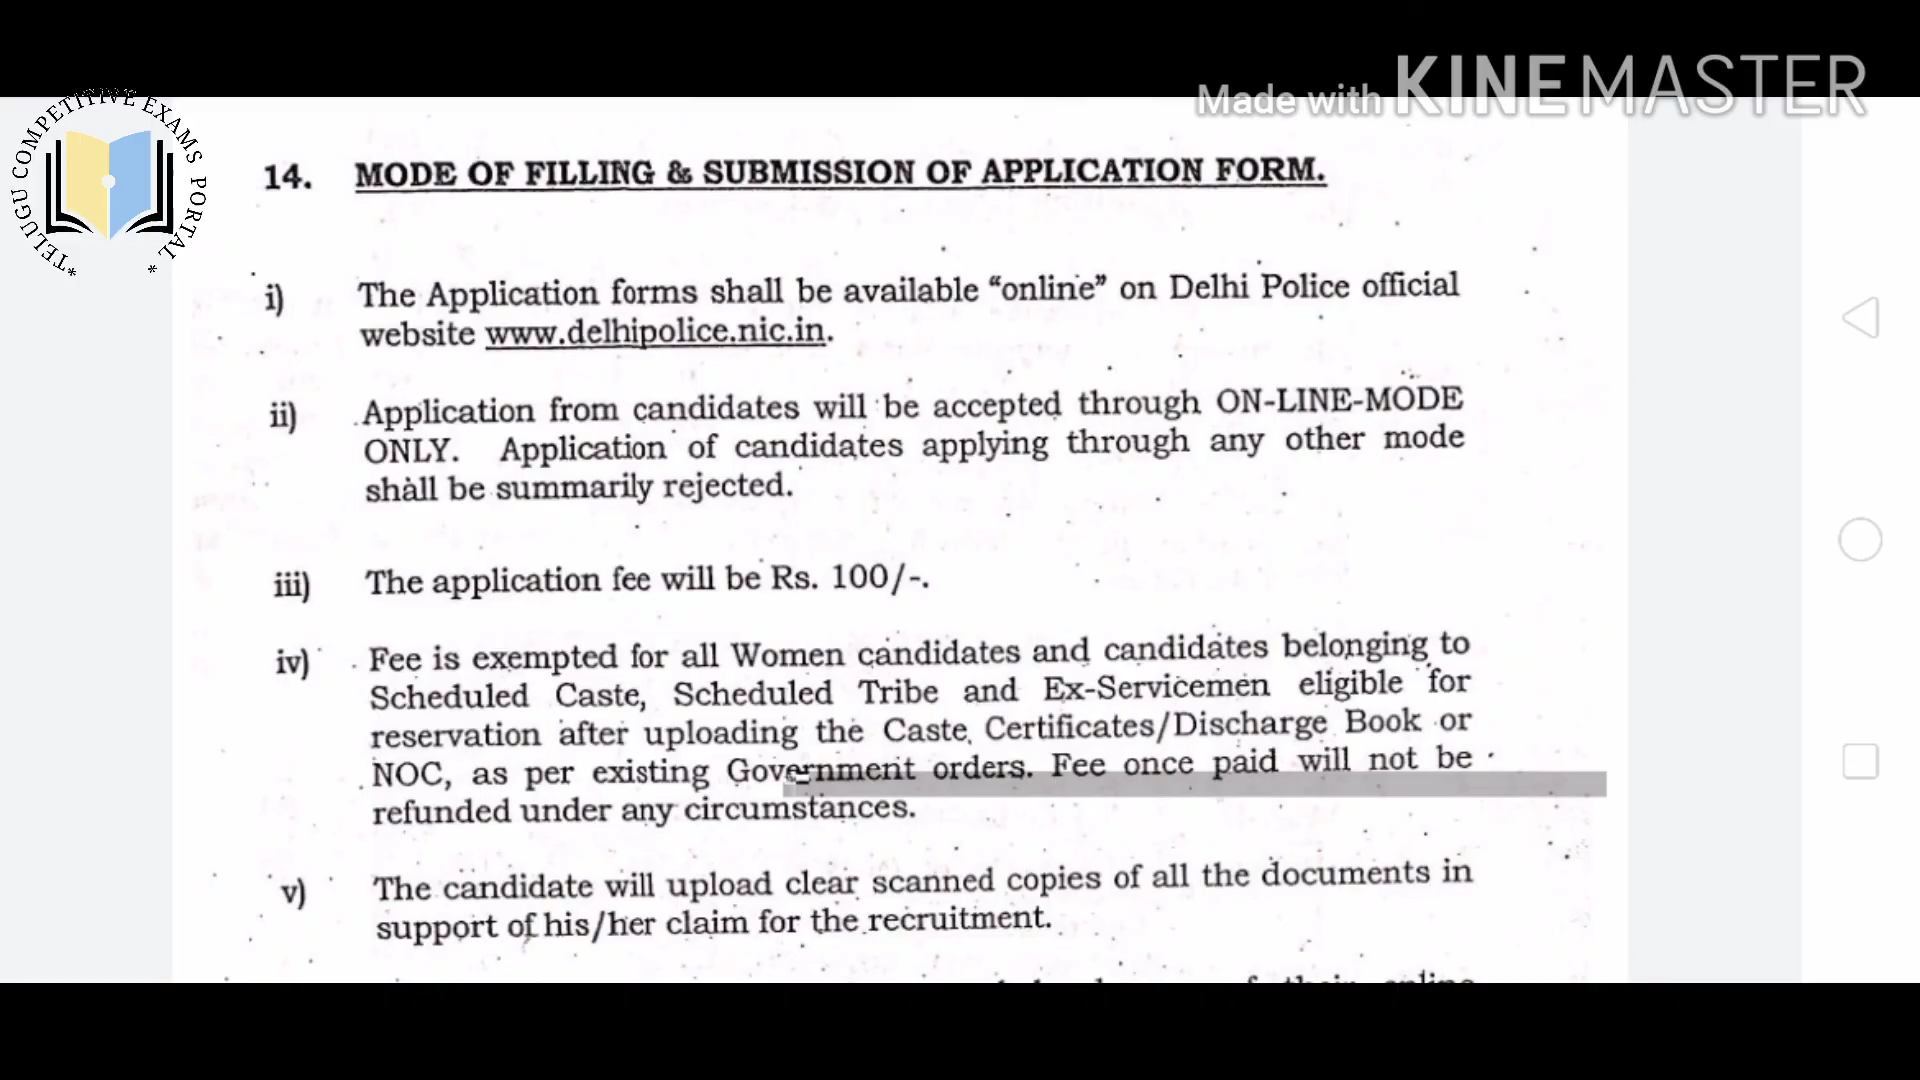 Made with KINEMASTER
*TELUGU COMPETITIVE EXAMS PORTAL*
14. MODE OF FILLING & SUBMISSION OF APPLICATION FORM.
i) The Application forms shall be available “online” on Delhi Police official
website www.delhipolice.nic.in.
ii) Application from candidates will be accepted through ON-LINE-MODE
ONLY. Application of candidates applying through any other mode
shall be summarily rejected.
iii) The application fee will be Rs. 100/-.
iv) Fee is exempted for all Women candidates and candidates belonging to
Scheduled Caste, Scheduled Tribe and Ex-Servicemen eligible for
reservation after uploading the Caste Certificates/Discharge Book or
NOC, as per existing Government orders. Fee once paid will not be
refunded under any circumstances.
v) The candidate will upload clear scanned copies of all the documents in
support of his/her claim for the recruitment.